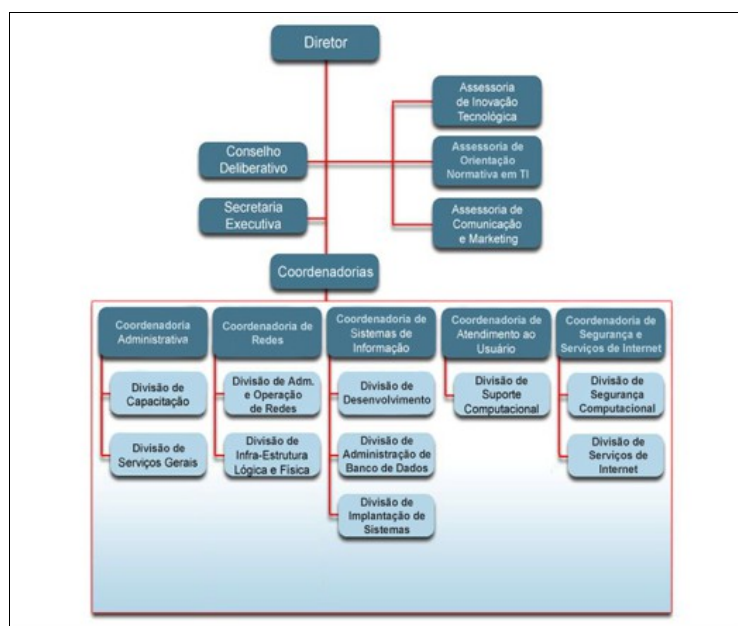 Diretor
Assessoria
de Inovação
Tecnológica
Conselho
Deliberativo
Assessoria de
Orientação
Normativa em TI
Secretaria
Executiva
Assessoria de
Comunicação
e Marketing
Coordenadorias
Coordenadoria
Administrativa
Coordenadoria de
Redes
Coordenadoria de
Sistemas de
Informação
Coordenadoria de
Atendimento ao
Usuário
Coordenadoria de
Segurança e
Serviços de Internet
Divisão de
Capacitação
Divisão de Adm.
e Operação
de Redes
Divisão de
Desenvolvimento
Divisão de
Suporte
Computacional
Divisão de
Segurança
Computacional
Divisão de
Serviços Gerais
Divisão de
Infra-Estrutura
Lógica e Física
Divisão de
Administração de
Banco de Dados
Divisão de
Serviços de
Internet
Divisão de
Implantação de
Sistemas